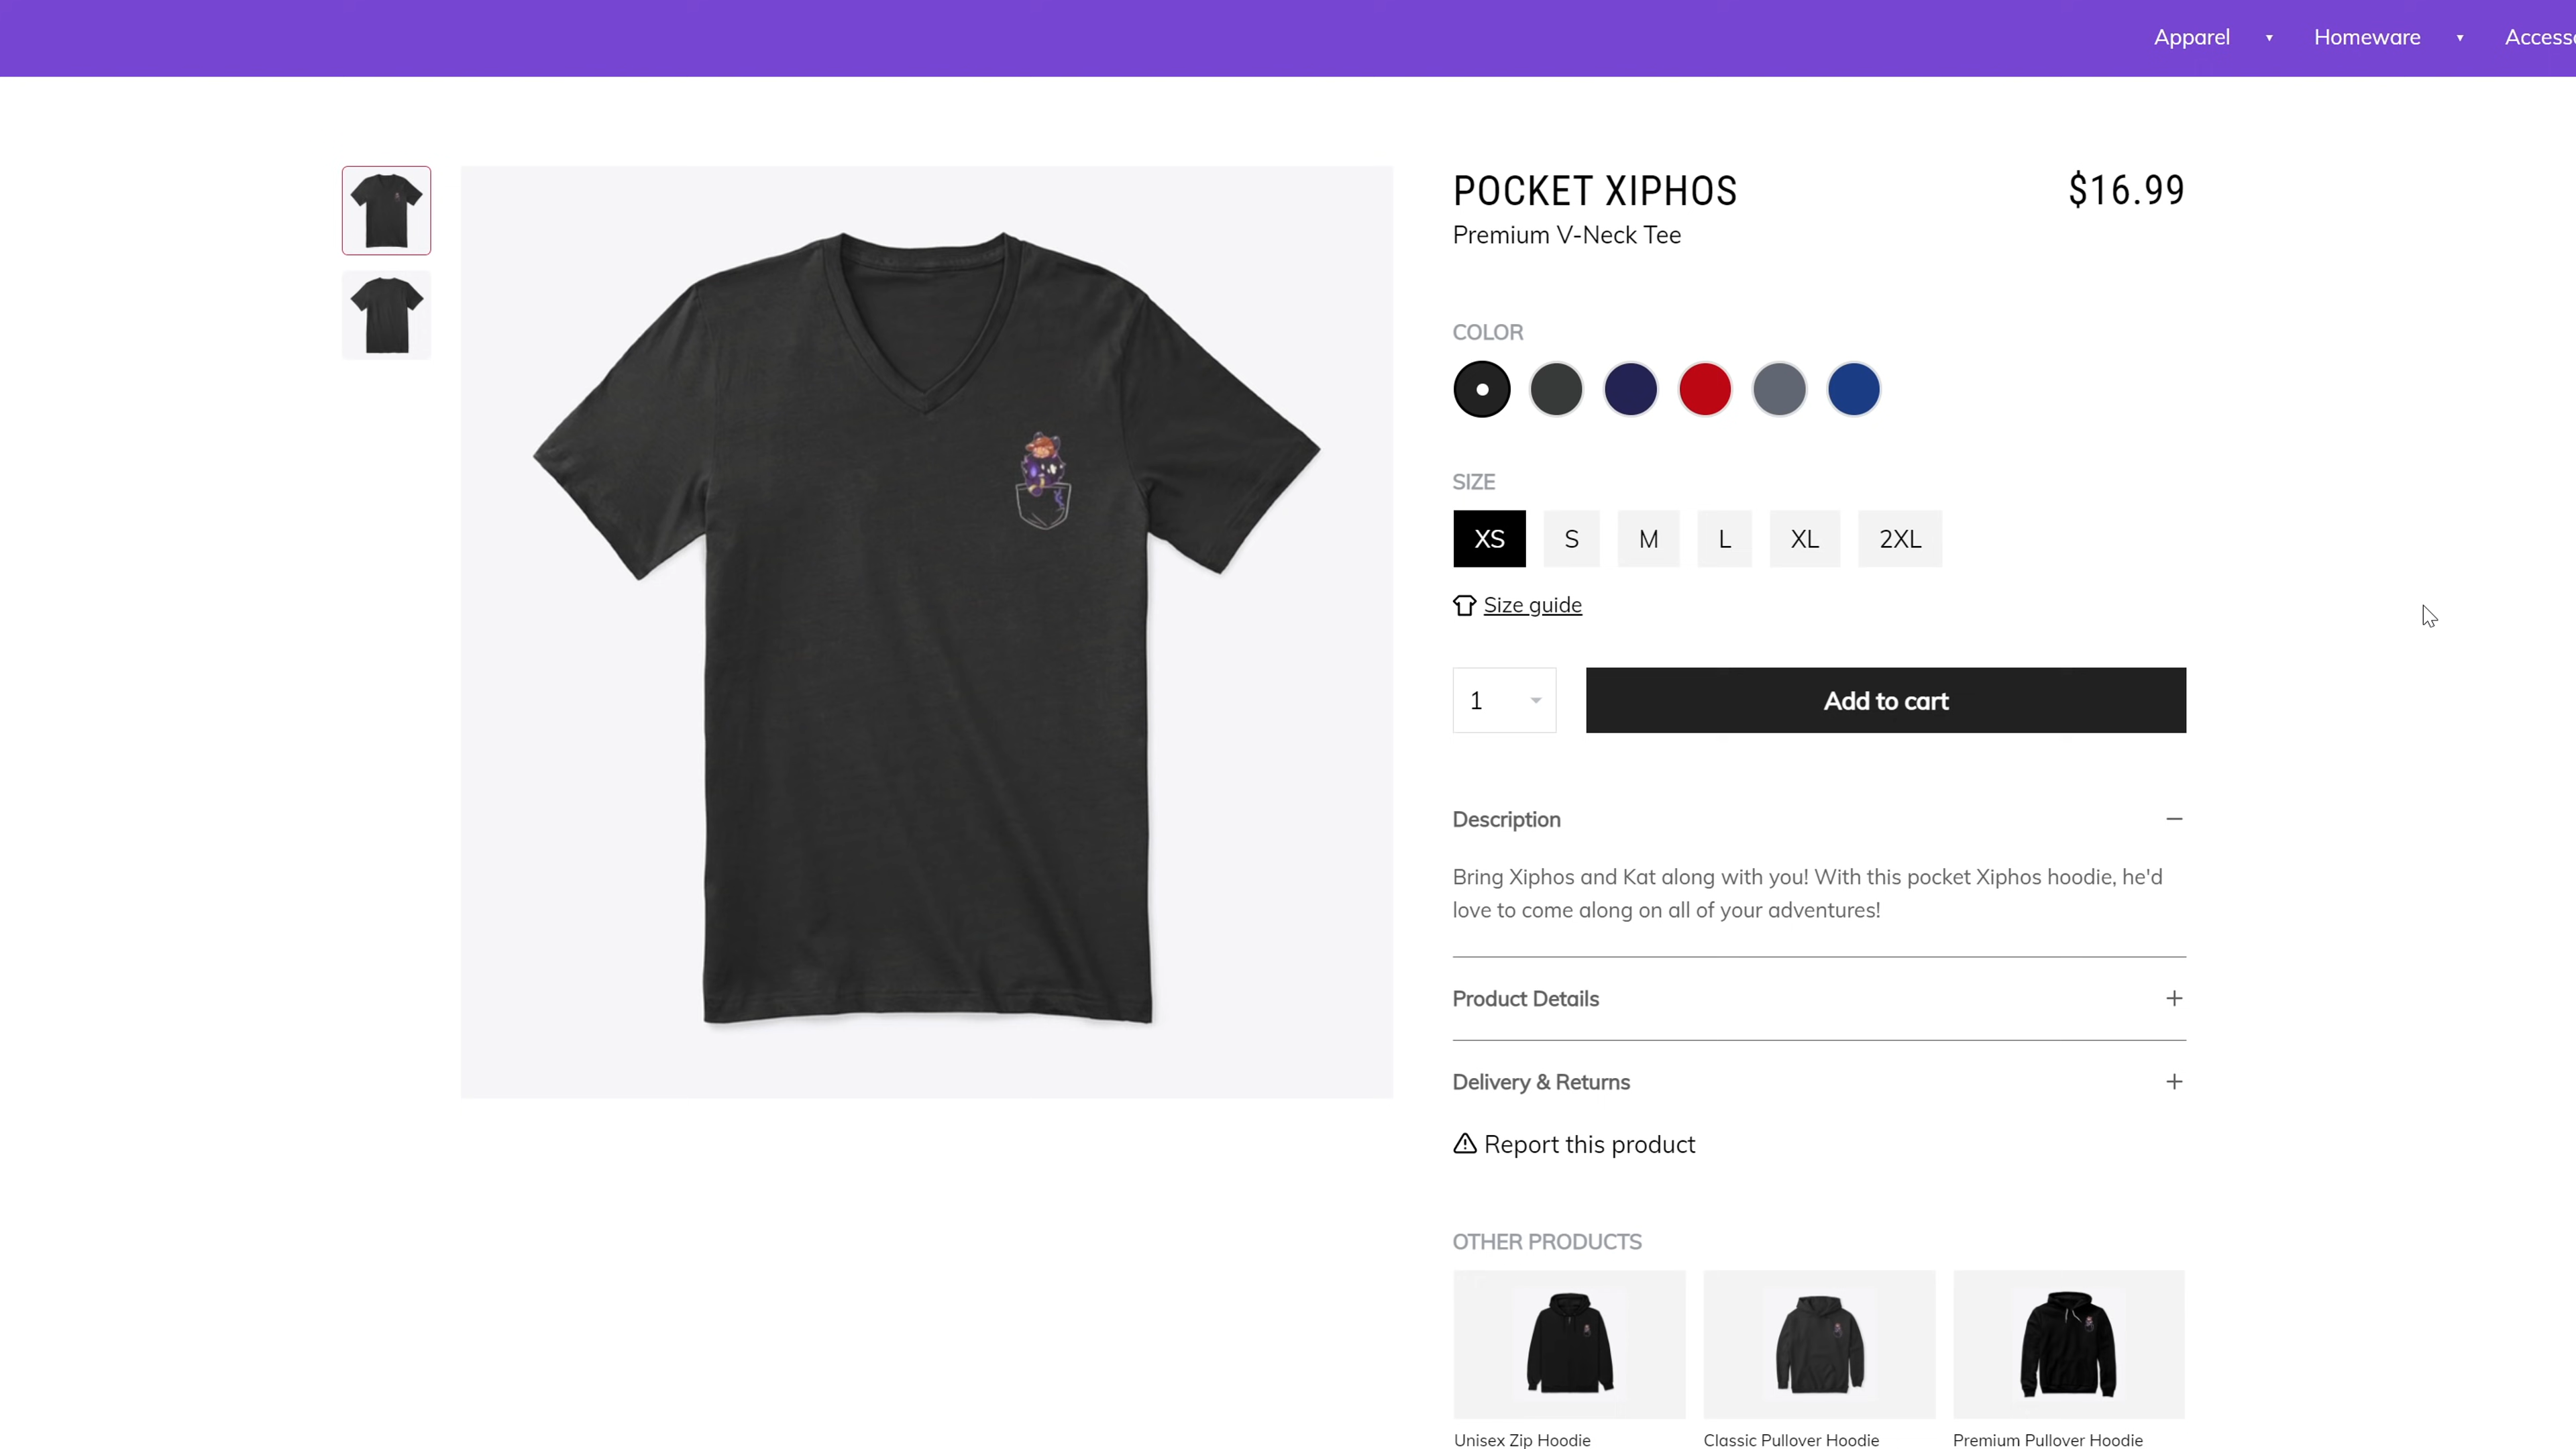 Apparel
Homeware
POCKET XIPHOS
$16.99
Premium V-Neck Tee
COLOR
SIZE
XS S M L XL 2XL
Size guide
1
Add to cart
Description
Bring Xiphos and Kat along with you! With this pocket Xiphos hoodie, he'd
love to come along on all of your adventures!
Product Details
Delivery & Returns
Report this product
OTHER PRODUCTS
Unisex Zip Hoodie
Classic Pullover Hoodie
Premium Pullover Hoodie